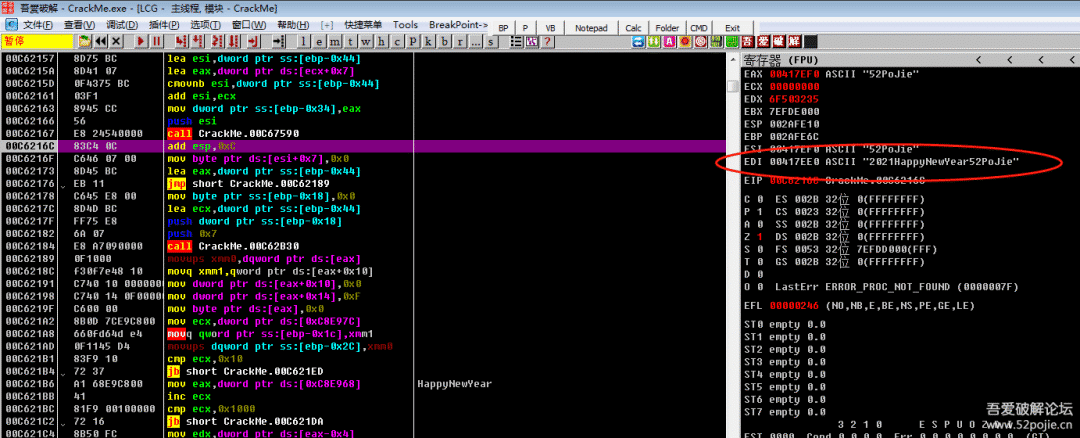 吾爱破解 - CrackMe.exe - [LCG - 主线程, 模块 - CrackMe]
文件(F) 查看(V) 调试(D) 插件(P) 选项(T) 窗口(W) 帮助(H) [+] 快捷菜单 Tools BreakPoint->
BP P VB Notepad Calc Folder CMD Exit
暂停
l e m t w h c P k b r ... s
吾 爱 破 解
00C62157 8D75 BC lea esi,dword ptr ss:[ebp-0x44]
00C6215A 8D41 07 lea eax,dword ptr ds:[ecx+0x7]
00C6215D 0F4375 BC cmovnb esi,dword ptr ss:[ebp-0x44]
00C62161 03F1 add esi,ecx
00C62163 8945 CC mov dword ptr ss:[ebp-0x34],eax
00C62166 56 push esi
00C62167 E8 24540000 call CrackMe.00C67590
00C6216C 83C4 0C add esp,0xC
00C6216F C646 07 00 mov byte ptr ds:[esi+0x7],0x0
00C62173 8D45 BC lea eax,dword ptr ss:[ebp-0x44]
00C62176 EB 11 jmp short CrackMe.00C62189
00C62178 C645 E8 00 mov byte ptr ss:[ebp-0x18],0x0
00C6217C 8D4D BC lea ecx,dword ptr ss:[ebp-0x44]
00C6217F FF75 E8 push dword ptr ss:[ebp-0x18]
00C62182 6A 07 push 0x7
00C62184 E8 A7090000 call CrackMe.00C62B30
00C62189 0F1000 movups xmm0,dqword ptr ds:[eax]
00C6218C F30f7e48 10 movq xmm1,qword ptr ds:[eax+0x10]
00C62191 C740 10 000000 mov dword ptr ds:[eax+0x10],0x0
00C62198 C740 14 0F0000 mov dword ptr ds:[eax+0x14],0xF
00C6219F C600 00 mov byte ptr ds:[eax],0x0
00C621A2 8B0D 7CE9C800 mov ecx,dword ptr ds:[0xC8E97C]
00C621A8 660fd64d e4 movq qword ptr ss:[ebp-0x1c],xmm1
00C621AD 0F1145 D4 movups dqword ptr ss:[ebp-0x2C],xmm0
00C621B1 83F9 10 cmp ecx,0x10
00C621B4 72 37 jb short CrackMe.00C621ED
00C621B6 A1 68E9C800 mov eax,dword ptr ds:[0xC8E968] HappyNewYear
00C621BB 41 inc ecx
00C621BC 81F9 00100000 cmp ecx,0x1000
00C621C2 72 16 jb short CrackMe.00C621DA
00C621C4 8B50 FC mov edx,dword ptr ds:[eax-0x4]
寄存器 (FPU) < < < <
EAX 00417EF0 ASCII "52PoJie"
ECX 00000000
EDX 6F503235
EBX 7EFDE000
ESP 002AFE10
EBP 002AFE6C
ESI 00417EF0 ASCII "52PoJie"
EDI 00417EE0 ASCII "2021HappyNewYear52PoJie"
EIP 00C6216C CrackMe.00C6216C
C 0 ES 002B 32位 0(FFFFFFFF)
P 1 CS 0023 32位 0(FFFFFFFF)
A 0 SS 002B 32位 0(FFFFFFFF)
Z 1 DS 002B 32位 0(FFFFFFFF)
S 0 FS 0053 32位 7EFDD000(FFF)
T 0 GS 002B 32位 0(FFFFFFFF)
D 0
O 0 LastErr ERROR_PROC_NOT_FOUND (0000007F)
EFL 00000246 (NO,NB,E,BE,NS,PE,GE,LE)
ST0 empty 0.0
ST1 empty 0.0
ST2 empty 0.0
ST3 empty 0.0
ST4 empty 0.0
ST5 empty 0.0
ST6 empty 0.0
ST7 empty 0.0
3 2 1 0 E S P U O Z
吾爱破解论坛
www.52pojie.cn